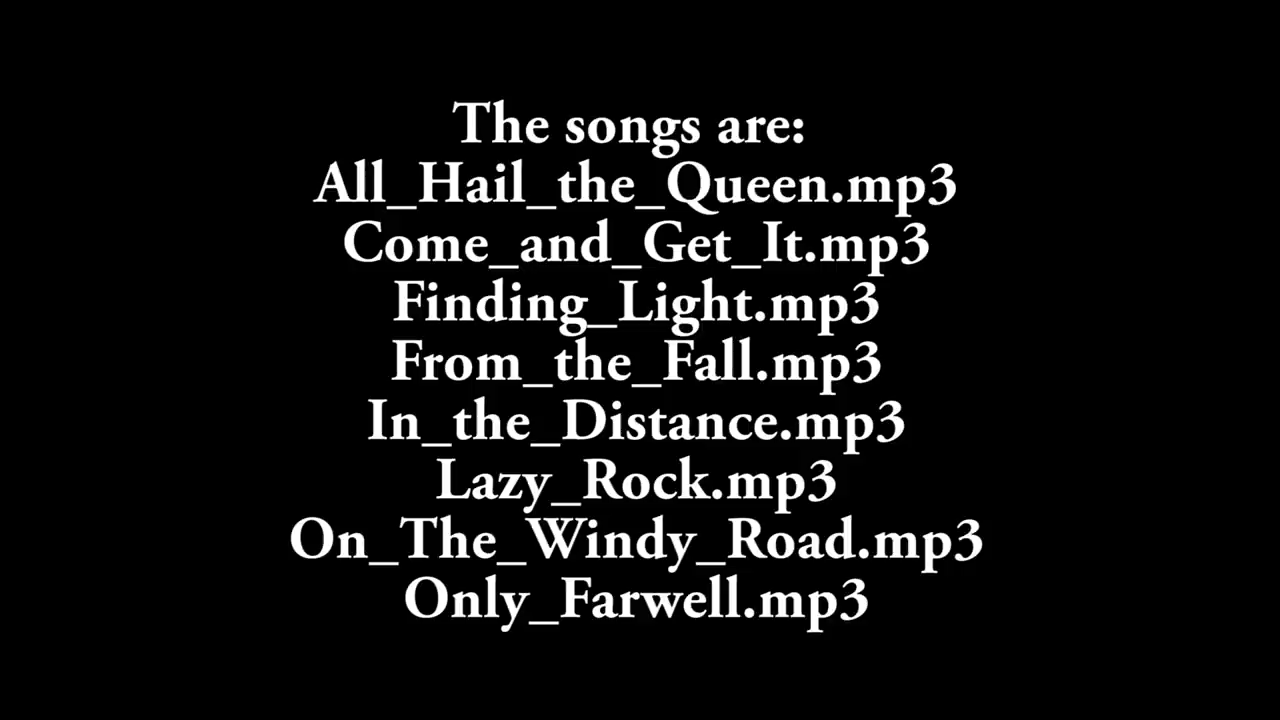 The songs are:
All_Hail_the_Queen.mp3
Come_and_Get_It.mp3
Finding_Light.mp3
From_the_Fall.mp3
In_the_Distance.mp3
Lazy_Rock.mp3
On_The_Windy_Road.mp3
Only_Farwell.mp3